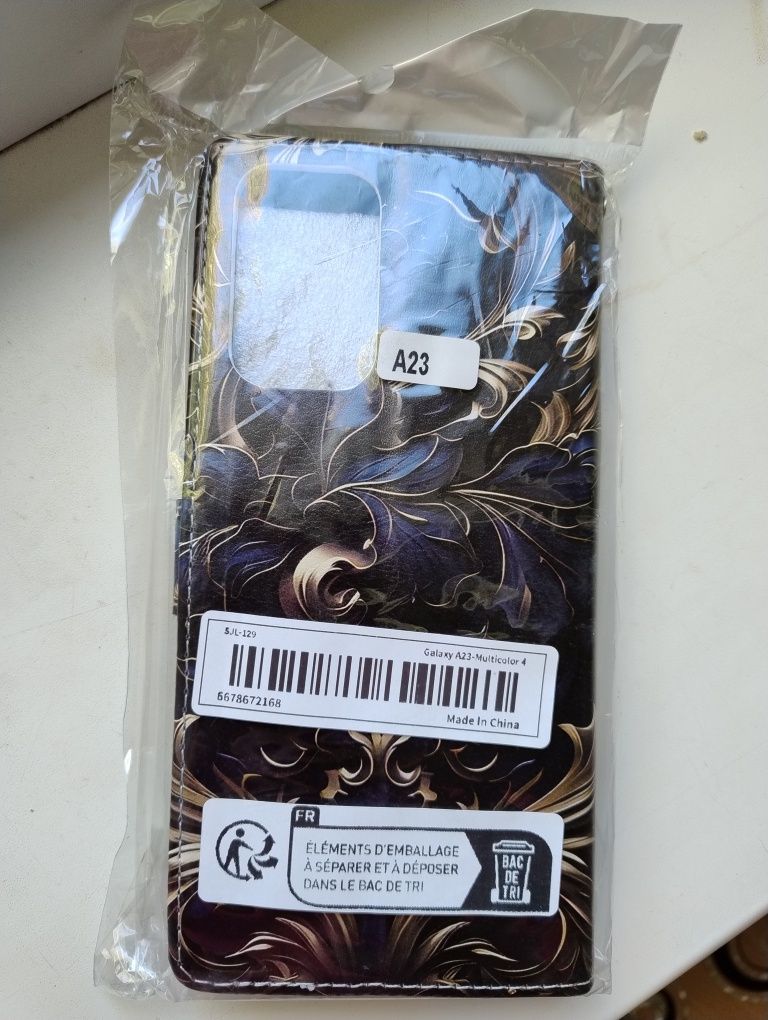 A23
SJL-129
Galaxy A23-Multicolor 4
6678672168
Made In China
FR
ÉLÉMENTS D'EMBALLAGE
À SÉPARER ET À DÉPOSER
DANS LE BAC DE TRI
BAC
DE
TRI